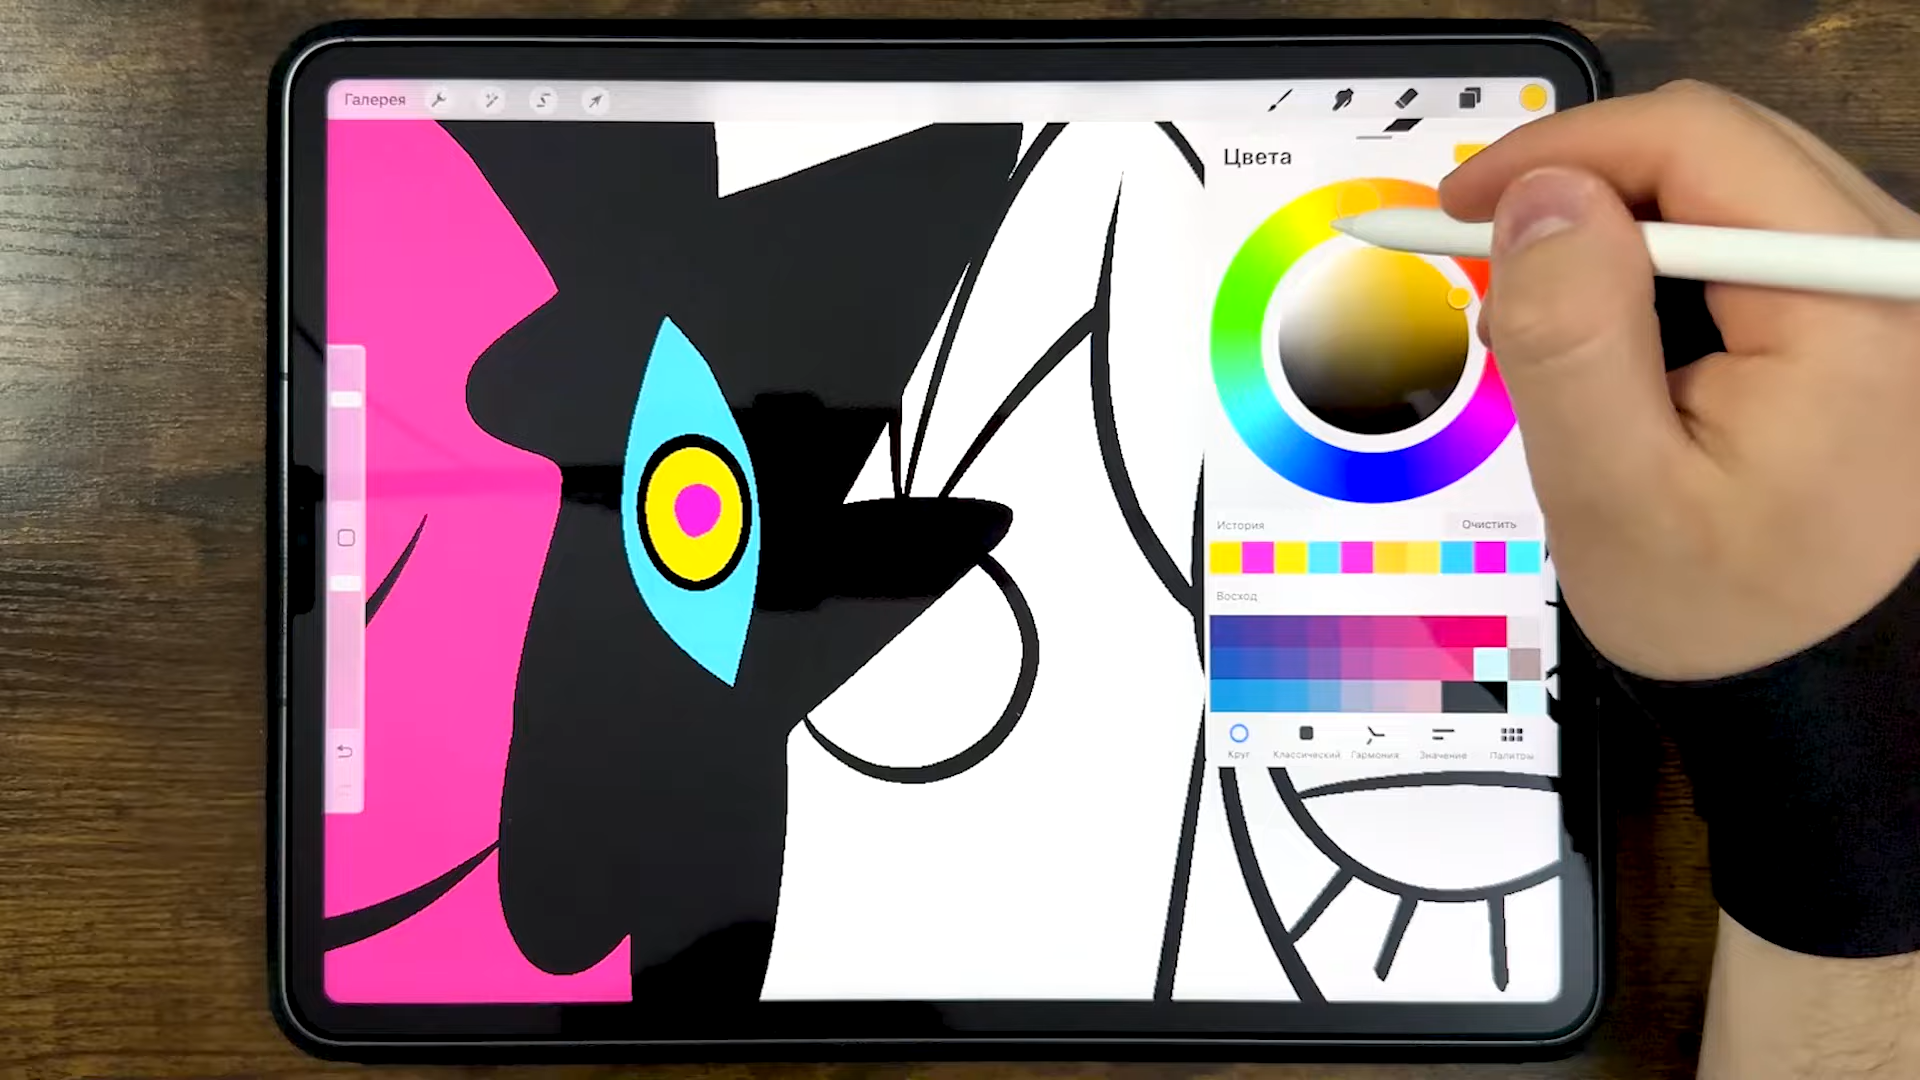 Галерея
Цвета
История
Очистить
Восход
Круг
Классический
Гармония
Значение
Палитры